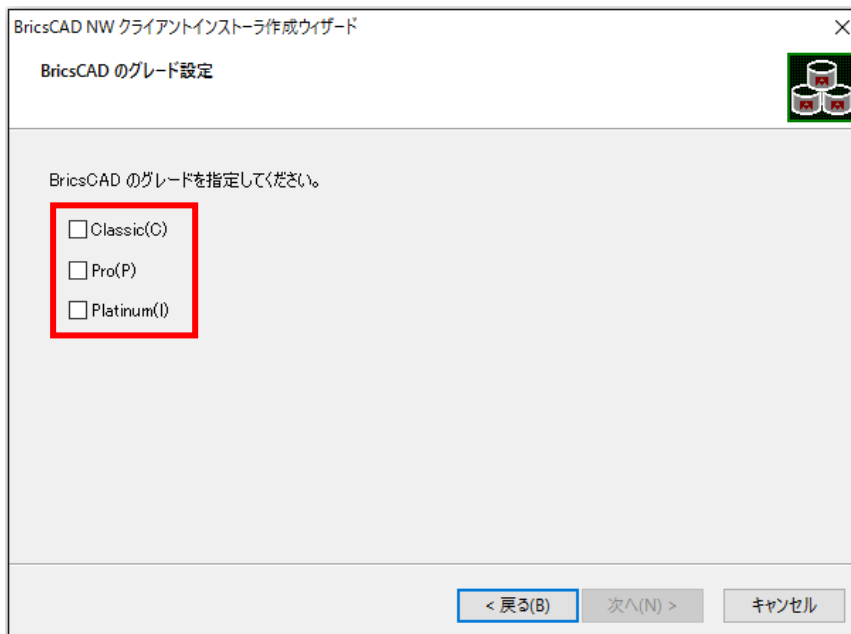 BricsCAD NW クライアントインストーラ作成ウィザード
BricsCAD のグレード設定
BricsCAD のグレードを指定してください。
Classic(C)
Pro(P)
Platinum(I)
< 戻る(B) 次へ(N) > キャンセル